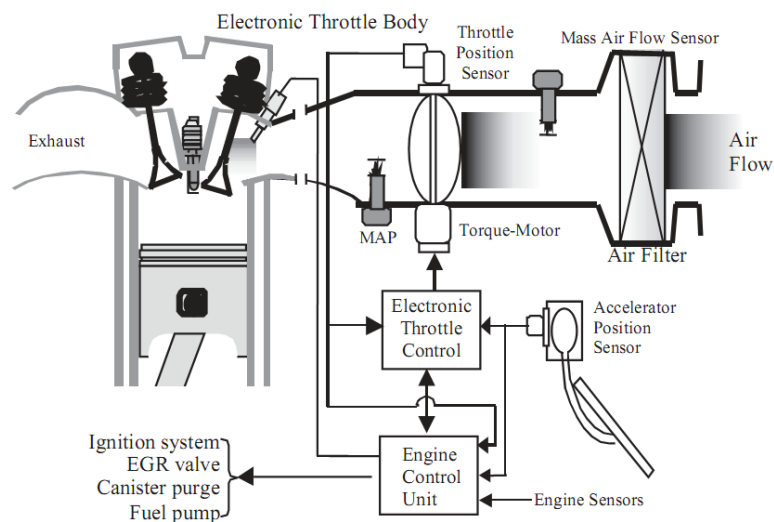 Electronic Throttle Body
Throttle
Position
Sensor
Mass Air Flow Sensor
Exhaust
Air
Flow
MAP
Torque-Motor
Air Filter
Electronic
Throttle
Control
Accelerator
Position
Sensor
Ignition system
EGR valve
Canister purge
Fuel pump
Engine
Control
Unit
Engine Sensors